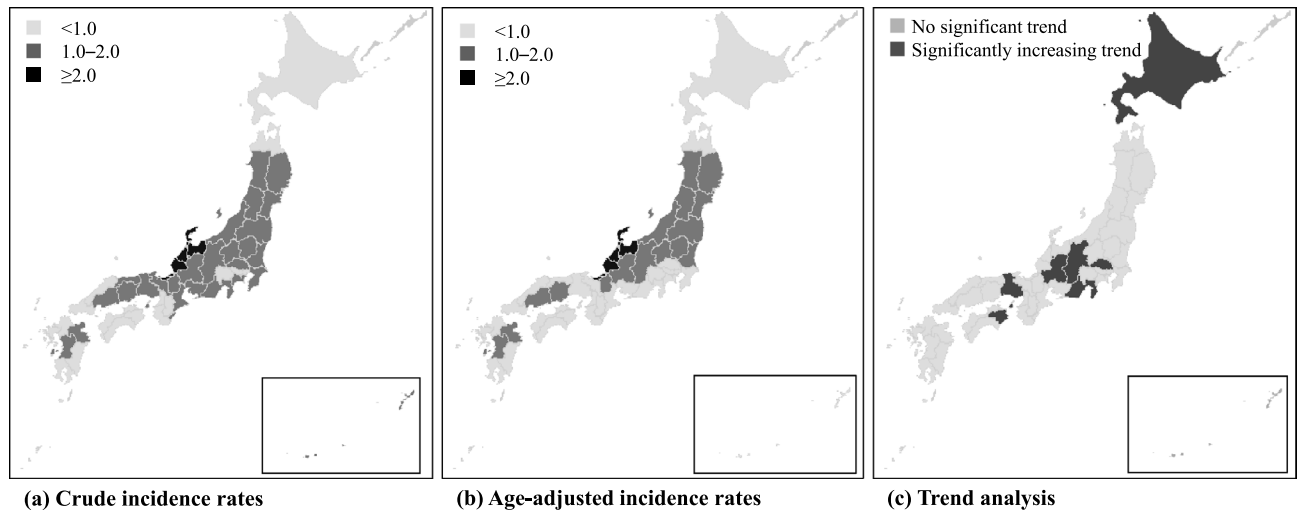 <1.0
1.0–2.0
≥2.0
(a) Crude incidence rates
<1.0
1.0–2.0
≥2.0
(b) Age-adjusted incidence rates
No significant trend
Significantly increasing trend
(c) Trend analysis